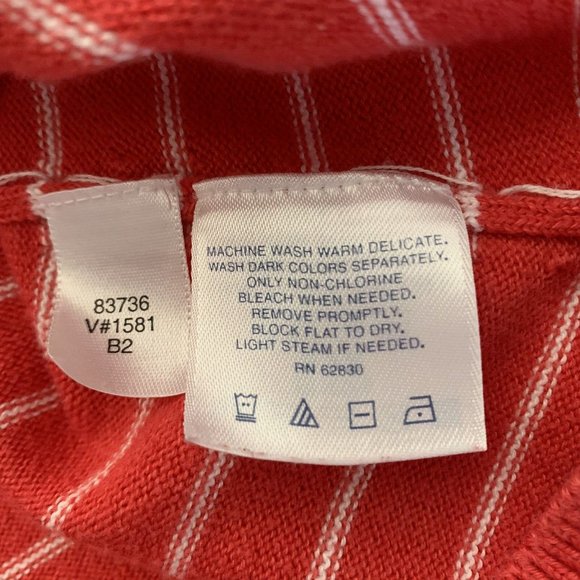 83736
V#1581
B2
MACHINE WASH WARM DELICATE.
WASH DARK COLORS SEPARATELY.
ONLY NON-CHLORINE
BLEACH WHEN NEEDED.
REMOVE PROMPTLY.
BLOCK FLAT TO DRY.
LIGHT STEAM IF NEEDED.
RN 62830